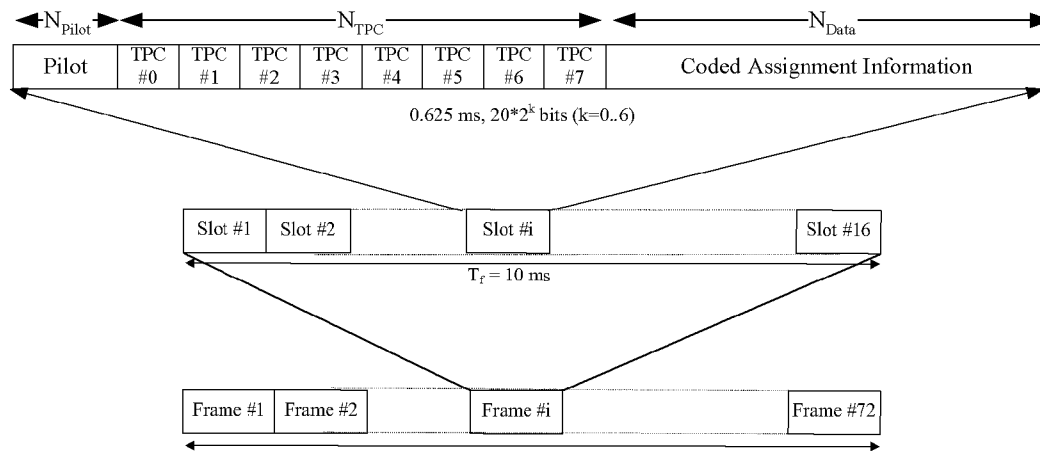 N_Pilot N_TPC N_Data
Pilot TPC #0 TPC #1 TPC #2 TPC #3 TPC #4 TPC #5 TPC #6 TPC #7 Coded Assignment Information
0.625 ms, 20*2^k bits (k=0..6)
Slot #1 Slot #2 Slot #i Slot #16
T_f = 10 ms
Frame #1 Frame #2 Frame #i Frame #72